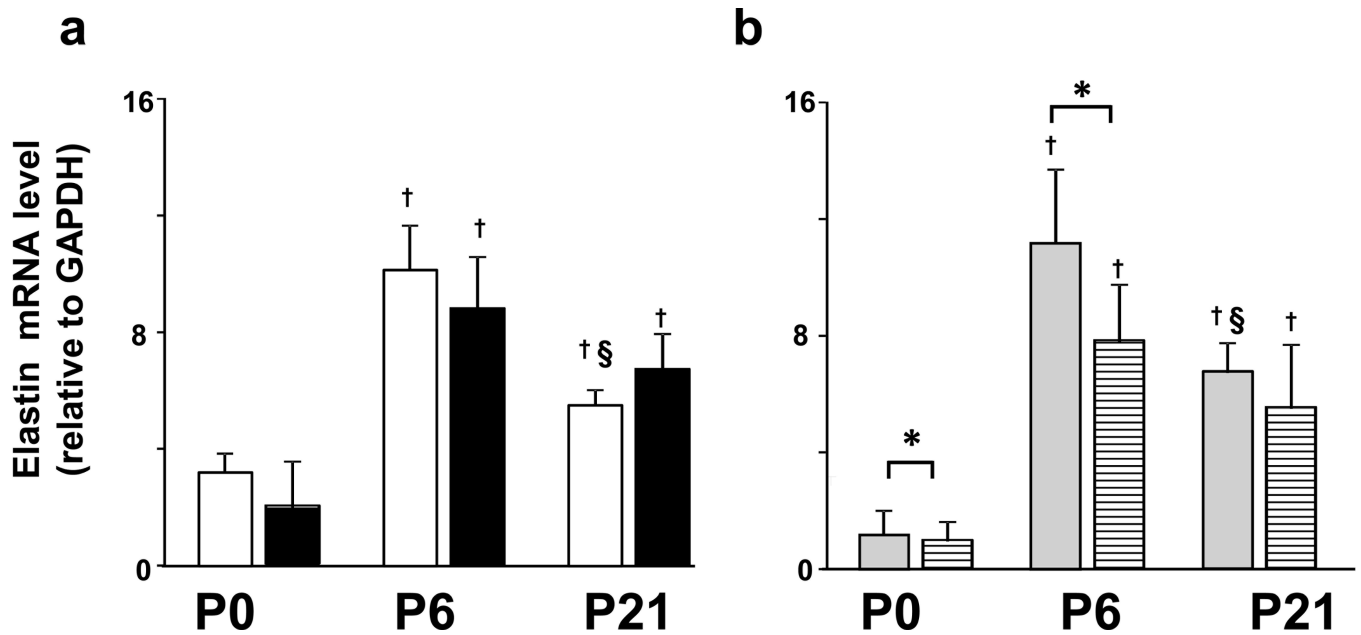 a
b
Elastin mRNA level
(relative to GAPDH)
16
8
0
†
†
† §
†
P0
P6
P21
16
8
0
*
*
†
†
† §
†
P0
P6
P21